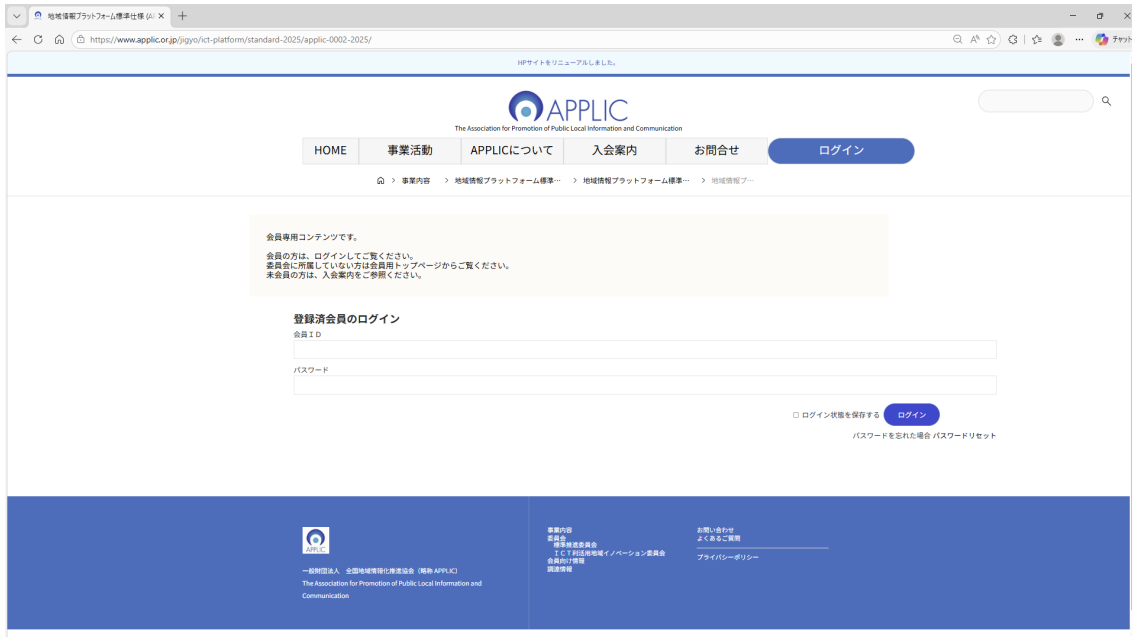 地域情報プラットフォーム標準仕様 (AP
https://www.applic.or.jp/jigyo/ict-platform/standard-2025/applic-0002-2025/
チャット
HPサイトをリニューアルしました。
APPLIC
The Association for Promotion of Public Local Information and Communication
HOME 事業活動 APPLICについて 入会案内 お問合せ ログイン
> 事業内容 > 地域情報プラットフォーム標準… > 地域情報プラットフォーム標準… > 地域情報プ…
会員専用コンテンツです。
会員の方は、ログインしてご覧ください。
委員会に所属していない方は会員用トップページからご覧ください。
未会員の方は、入会案内をご参照ください。
登録済会員のログイン
会員ID
パスワード
ログイン状態を保存する ログイン
パスワードを忘れた場合 パスワードリセット
APPLIC
一般財団法人 全国地域情報化推進協会(略称 APPLIC)
The Association for Promotion of Public Local Information and
Communication
事業内容
委員会
標準推進委員会
ICT利活用地域イノベーション委員会
会員向け情報
調達情報
お問い合わせ
よくあるご質問
プライバシーポリシー